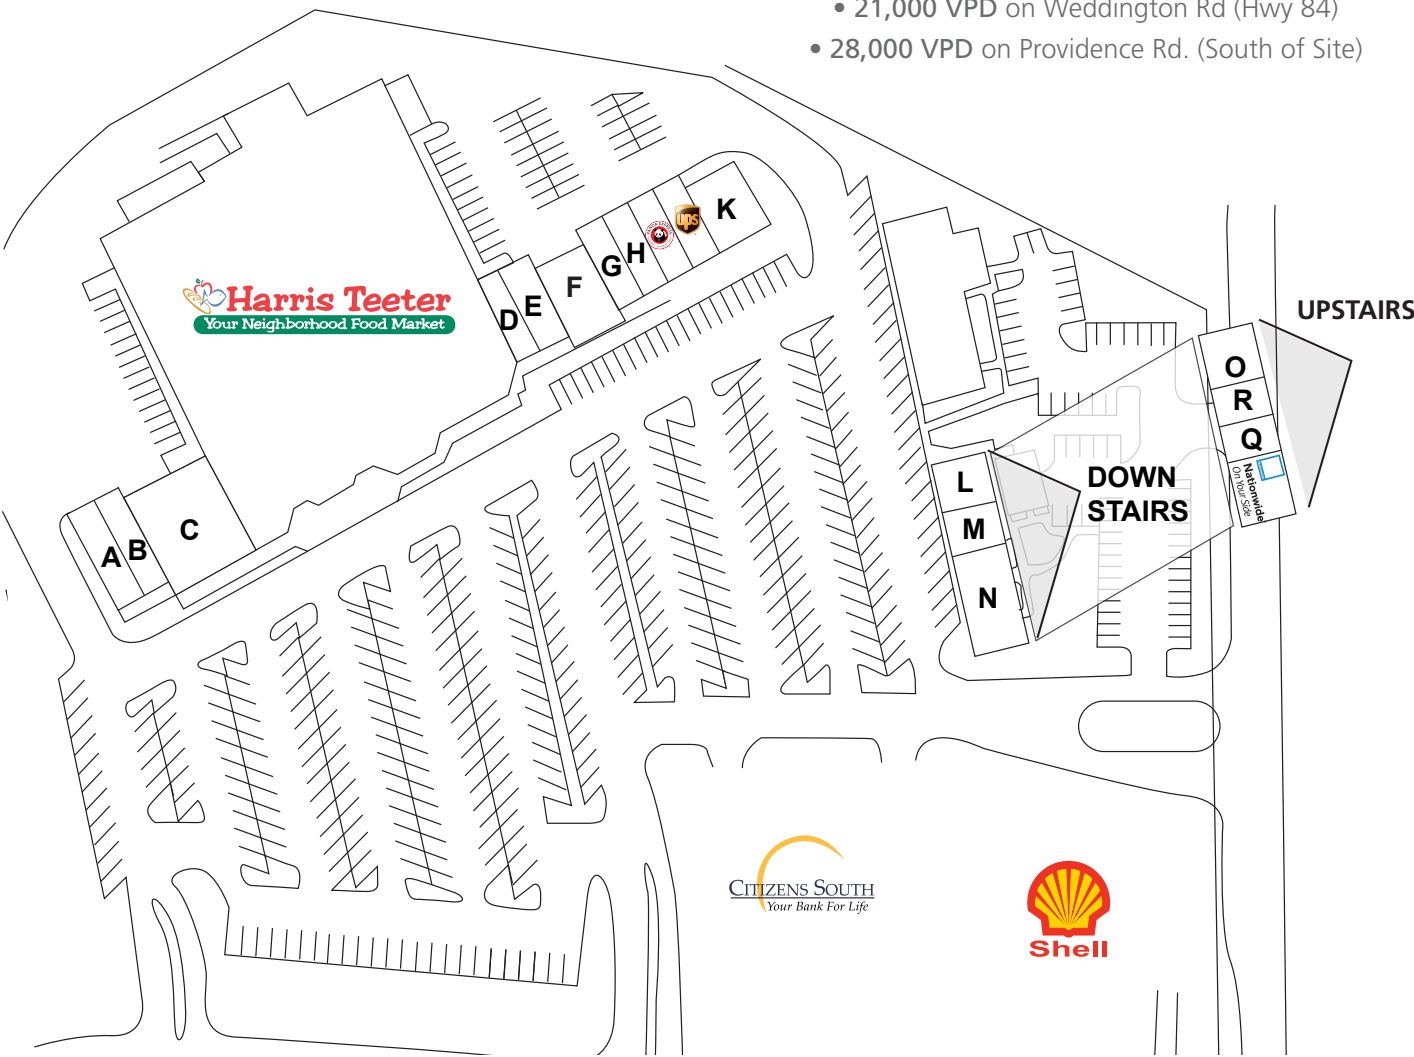 • 21,000 VPD on Weddington Rd (Hwy 84)
• 28,000 VPD on Providence Rd. (South of Site)
K
ups
H
G
F
E
D
Harris Teeter
Your Neighborhood Food Market
UPSTAIRS
O
R
Q
Nationwide
On Your Side
DOWN
STAIRS
L
M
N
C
B
A
CITIZENS SOUTH
Your Bank For Life
Shell